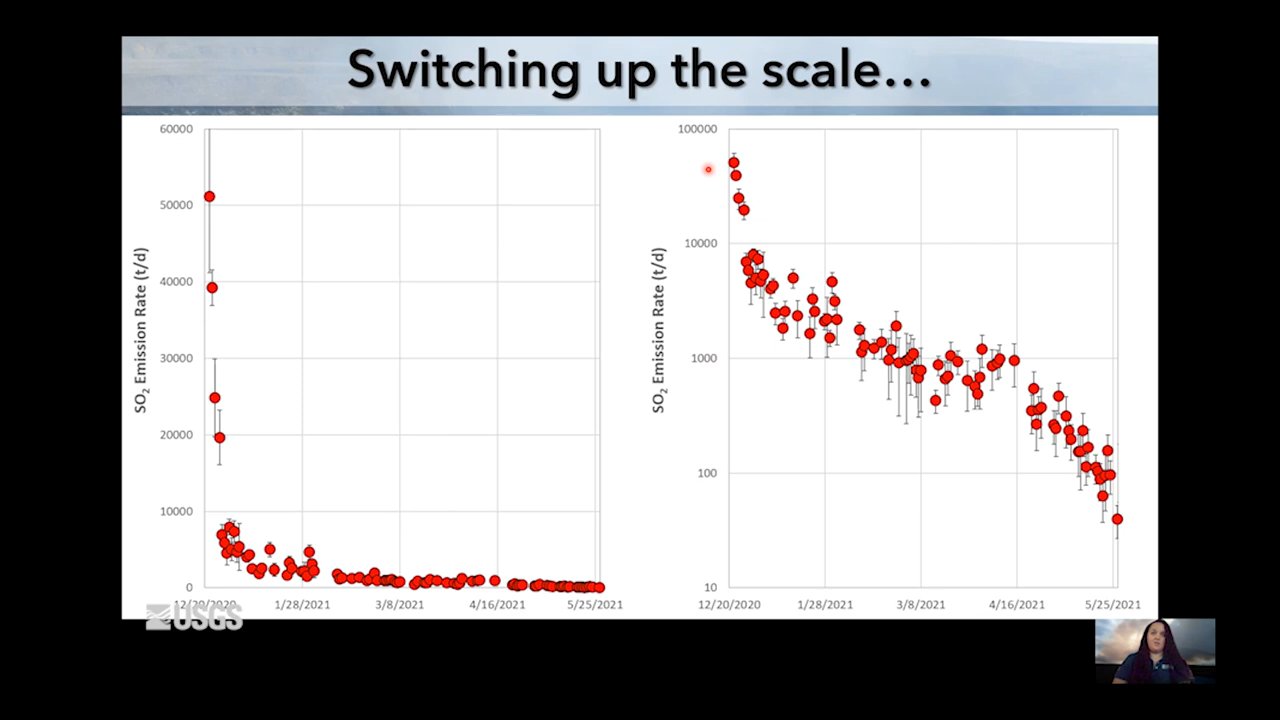 Switching up the scale...
SO2 Emission Rate (t/d)
60000
50000
40000
30000
20000
10000
0
12/20/2020 1/28/2021 3/8/2021 4/16/2021 5/25/2021
SO2 Emission Rate (t/d)
100000
10000
1000
100
10
12/20/2020 1/28/2021 3/8/2021 4/16/2021 5/25/2021
USGS